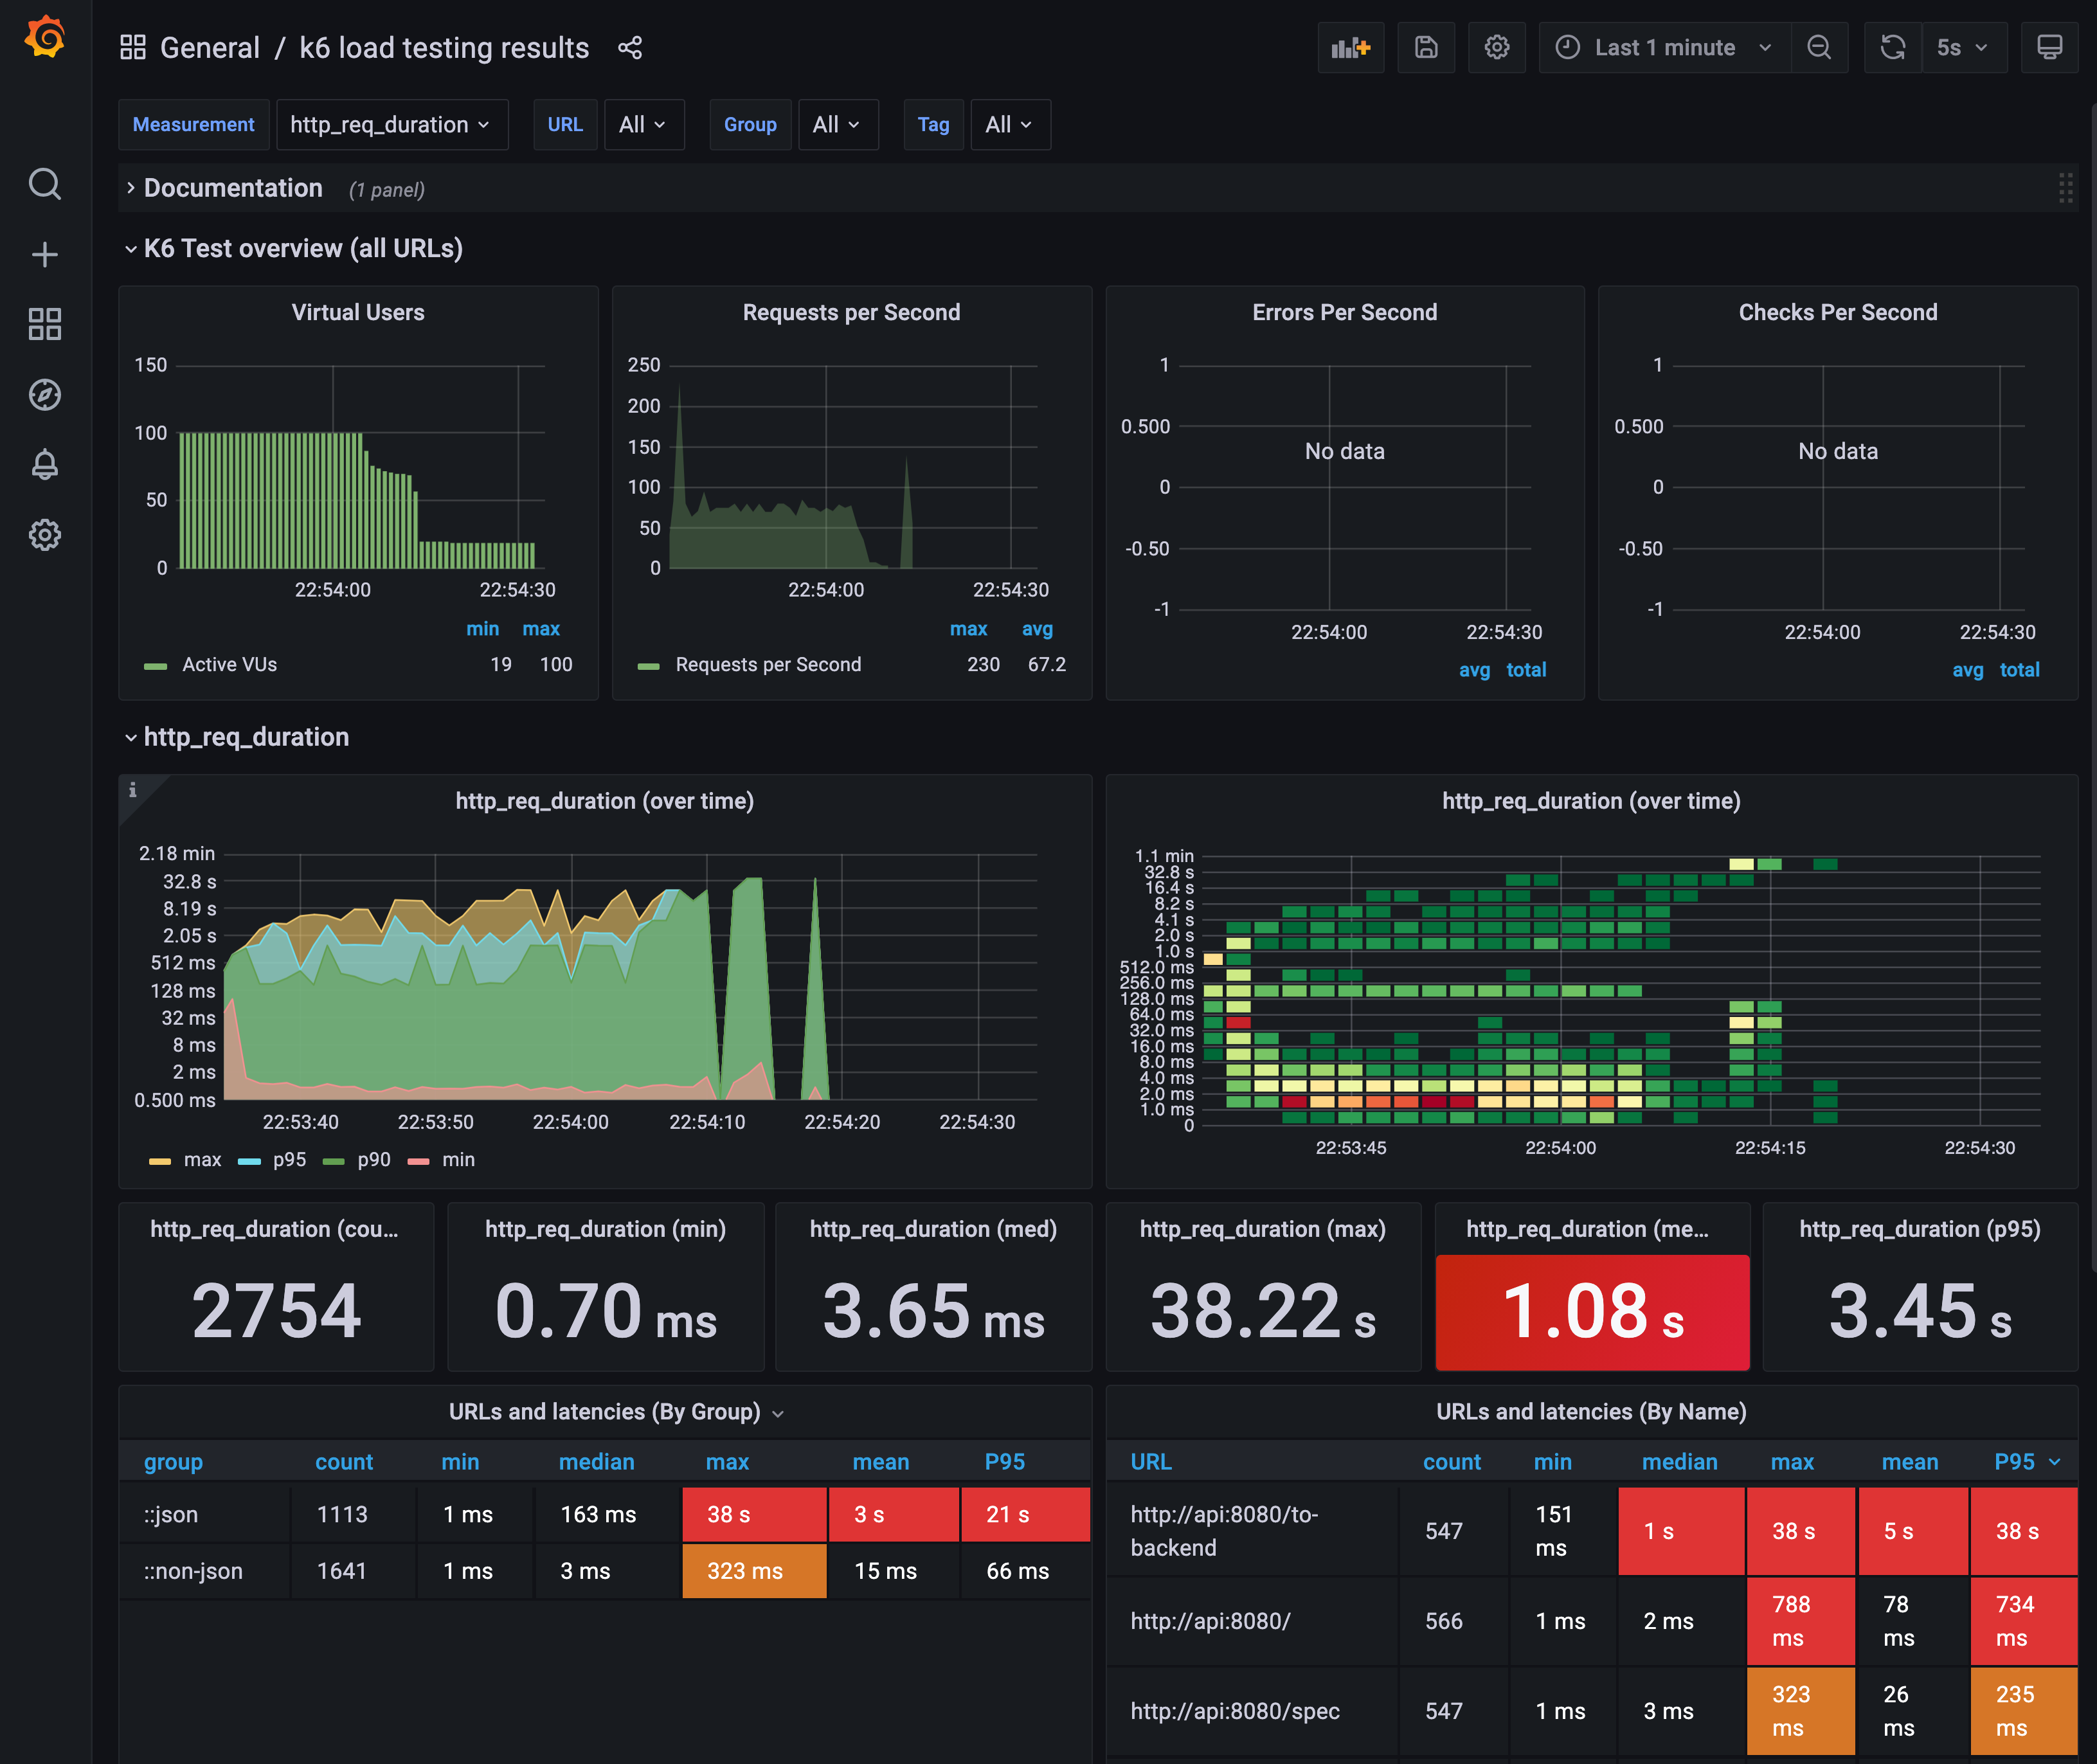 General / k6 load testing results
Last 1 minute
5s
Measurement http_req_duration URL All Group All Tag All
Documentation (1 panel)
K6 Test overview (all URLs)
Virtual Users
150
100
50
0
22:54:00 22:54:30
min max
Active VUs 19 100
Requests per Second
250
200
150
100
50
0
22:54:00 22:54:30
max avg
Requests per Second 230 67.2
Errors Per Second
1
0.500
No data
0
-0.50
-1
22:54:00 22:54:30
avg total
Checks Per Second
1
0.500
No data
0
-0.50
-1
22:54:00 22:54:30
avg total
http_req_duration
i
http_req_duration (over time)
2.18 min
32.8 s
8.19 s
2.05 s
512 ms
128 ms
32 ms
8 ms
2 ms
0.500 ms
22:53:40 22:53:50 22:54:00 22:54:10 22:54:20 22:54:30
max p95 p90 min
http_req_duration (over time)
1.1 min
32.8 s
16.4 s
8.2 s
4.1 s
2.0 s
1.0 s
512.0 ms
256.0 ms
128.0 ms
64.0 ms
32.0 ms
16.0 ms
8.0 ms
4.0 ms
2.0 ms
1.0 ms
0
22:53:45 22:54:00 22:54:15 22:54:30
http_req_duration (cou...
2754
http_req_duration (min)
0.70 ms
http_req_duration (med)
3.65 ms
http_req_duration (max)
38.22 s
http_req_duration (me...
1.08 s
http_req_duration (p95)
3.45 s
URLs and latencies (By Group)
group count min median max mean P95
::json 1113 1 ms 163 ms 38 s 3 s 21 s
::non-json 1641 1 ms 3 ms 323 ms 15 ms 66 ms
URLs and latencies (By Name)
URL count min median max mean P95
http://api:8080/to-
backend
547
151
ms
1 s 38 s 5 s 38 s
http://api:8080/ 566 1 ms 2 ms
788
ms
78
ms
734
ms
http://api:8080/spec 547 1 ms 3 ms
323
ms
26
ms
235
ms